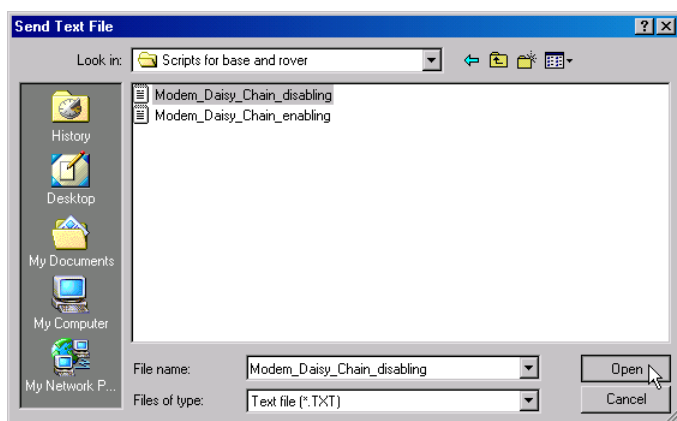 Send Text File
Look in: Scripts for base and rover
History
Desktop
My Documents
My Computer
My Network P...
Modem_Daisy_Chain_disabling
Modem_Daisy_Chain_enabling
File name: Modem_Daisy_Chain_disabling Open
Files of type: Text file (*.TXT) Cancel